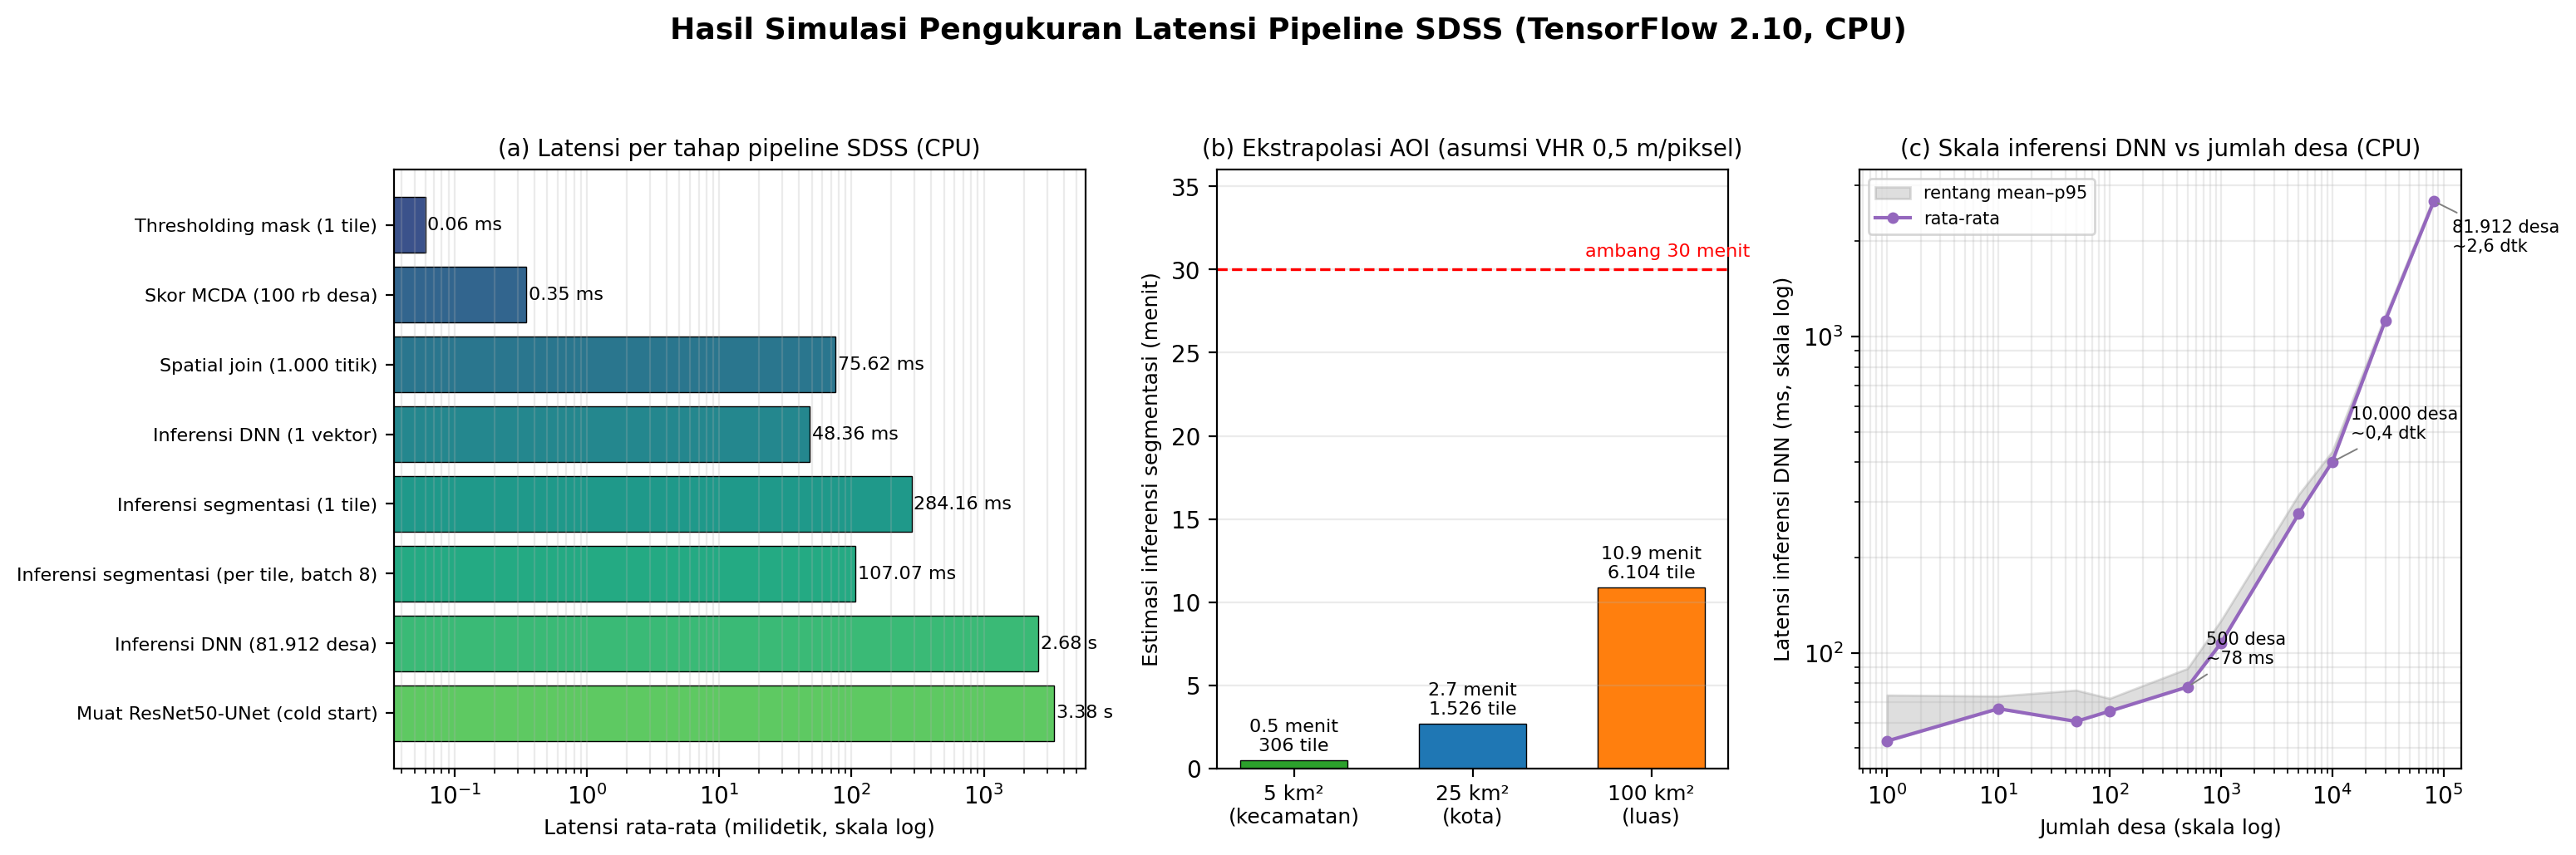 Hasil Simulasi Pengukuran Latensi Pipeline SDSS (TensorFlow 2.10, CPU)
(a) Latensi per tahap pipeline SDSS (CPU)
Thresholding mask (1 tile)
0.06 ms
Skor MCDA (100 rb desa)
0.35 ms
Spatial join (1.000 titik)
75.62 ms
Inferensi DNN (1 vektor)
48.36 ms
Inferensi segmentasi (1 tile)
284.16 ms
Inferensi segmentasi (per tile, batch 8)
107.07 ms
Inferensi DNN (81.912 desa)
2.68 s
Muat ResNet50-UNet (cold start)
3.38 s
10⁻¹ 10⁰ 10¹ 10² 10³
Latensi rata-rata (milidetik, skala log)
(b) Ekstrapolasi AOI (asumsi VHR 0,5 m/piksel)
Estimasi inferensi segmentasi (menit)
35
30
25
20
15
10
5
0
ambang 30 menit
0.5 menit
306 tile
2.7 menit
1.526 tile
10.9 menit
6.104 tile
5 km²
(kecamatan)
25 km²
(kota)
100 km²
(luas)
(c) Skala inferensi DNN vs jumlah desa (CPU)
Latensi inferensi DNN (ms, skala log)
rentang mean–p95
rata-rata
10³
10²
81.912 desa
~2,6 dtk
10.000 desa
~0,4 dtk
500 desa
~78 ms
10⁰ 10¹ 10² 10³ 10⁴ 10⁵
Jumlah desa (skala log)